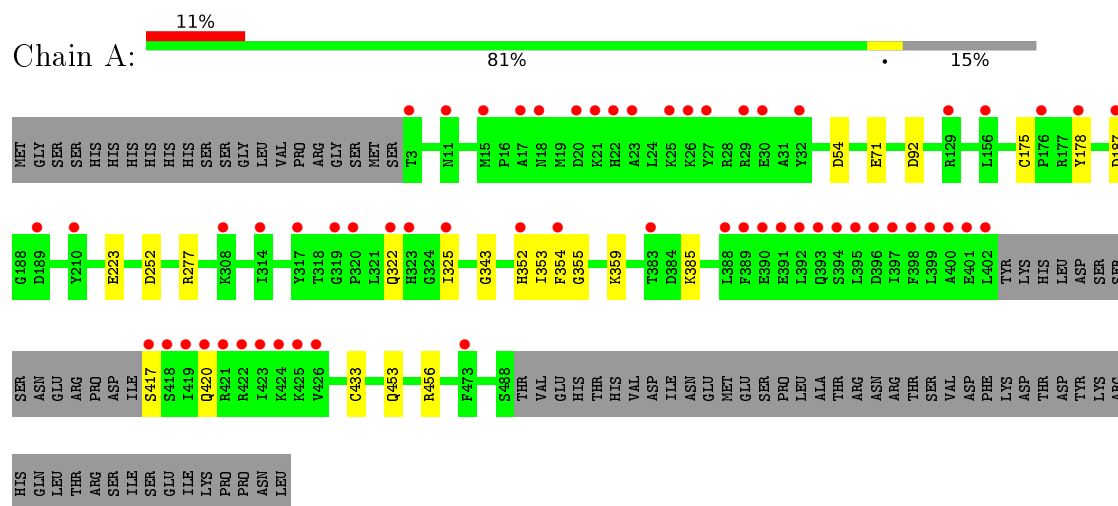 11%
Chain A:
81% • 15%
MET GLY SER SER HIS HIS HIS HIS HIS HIS SER SER GLY LEU VAL PRO ARG GLY SER MET SER T3 N11 M15 P16 A17 N18 M19 D20 K21 H22 A23 L24 K25 K26 Y27 R28 R29 E30 A31 Y32 D54 E71 D92 R129 L156 C175 P176 R177 Y178 D187
G188 D189 Y210 E223 D252 R277 K308 I314 Y317 T318 G319 P320 L321 Q322 H323 G324 I325 G343 H352 I353 F354 G355 K359 T383 D384 K385 L388 F389 E390 E391 L392 Q393 S394 L395 D396 I397 F398 L399 A400 E401 L402 TYR LYS HIS LEU ASP SER SER
SER ASN GLU ARG PRO ASP ILE S417 S418 I419 Q420 R421 R422 I423 K424 K425 V426 C433 Q453 R456 F473 S488 THR VAL GLU HIS THR THR HIS VAL ASP ILE ASN GLU MET GLU SER PRO LEU ALA THR ARG ASN ARG THR SER VAL ASP PHE LYS ASP THR ASP TYR LYS ARG
HIS GLN LEU THR ARG SER ILE SER GLU ILE LYS PRO PRO ASN LEU